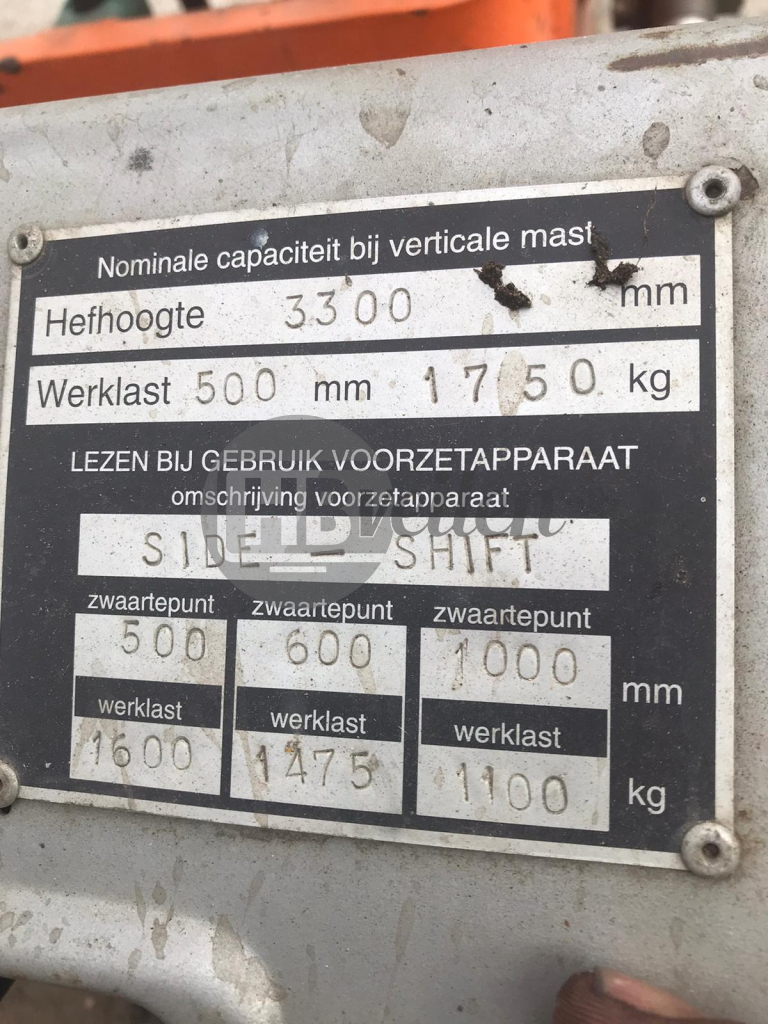 Nominale capaciteit bij verticale mast
Hefhoogte 3300 mm
Werklast 500 mm 1750 kg
LEZEN BIJ GEBRUIK VOORZETAPPARAAT
omschrijving voorzetapparaat
SIDE - SHIFT
zwaartepunt zwaartepunt zwaartepunt
500 600 1000 mm
werklast werklast werklast
1600 1475 1100 kg